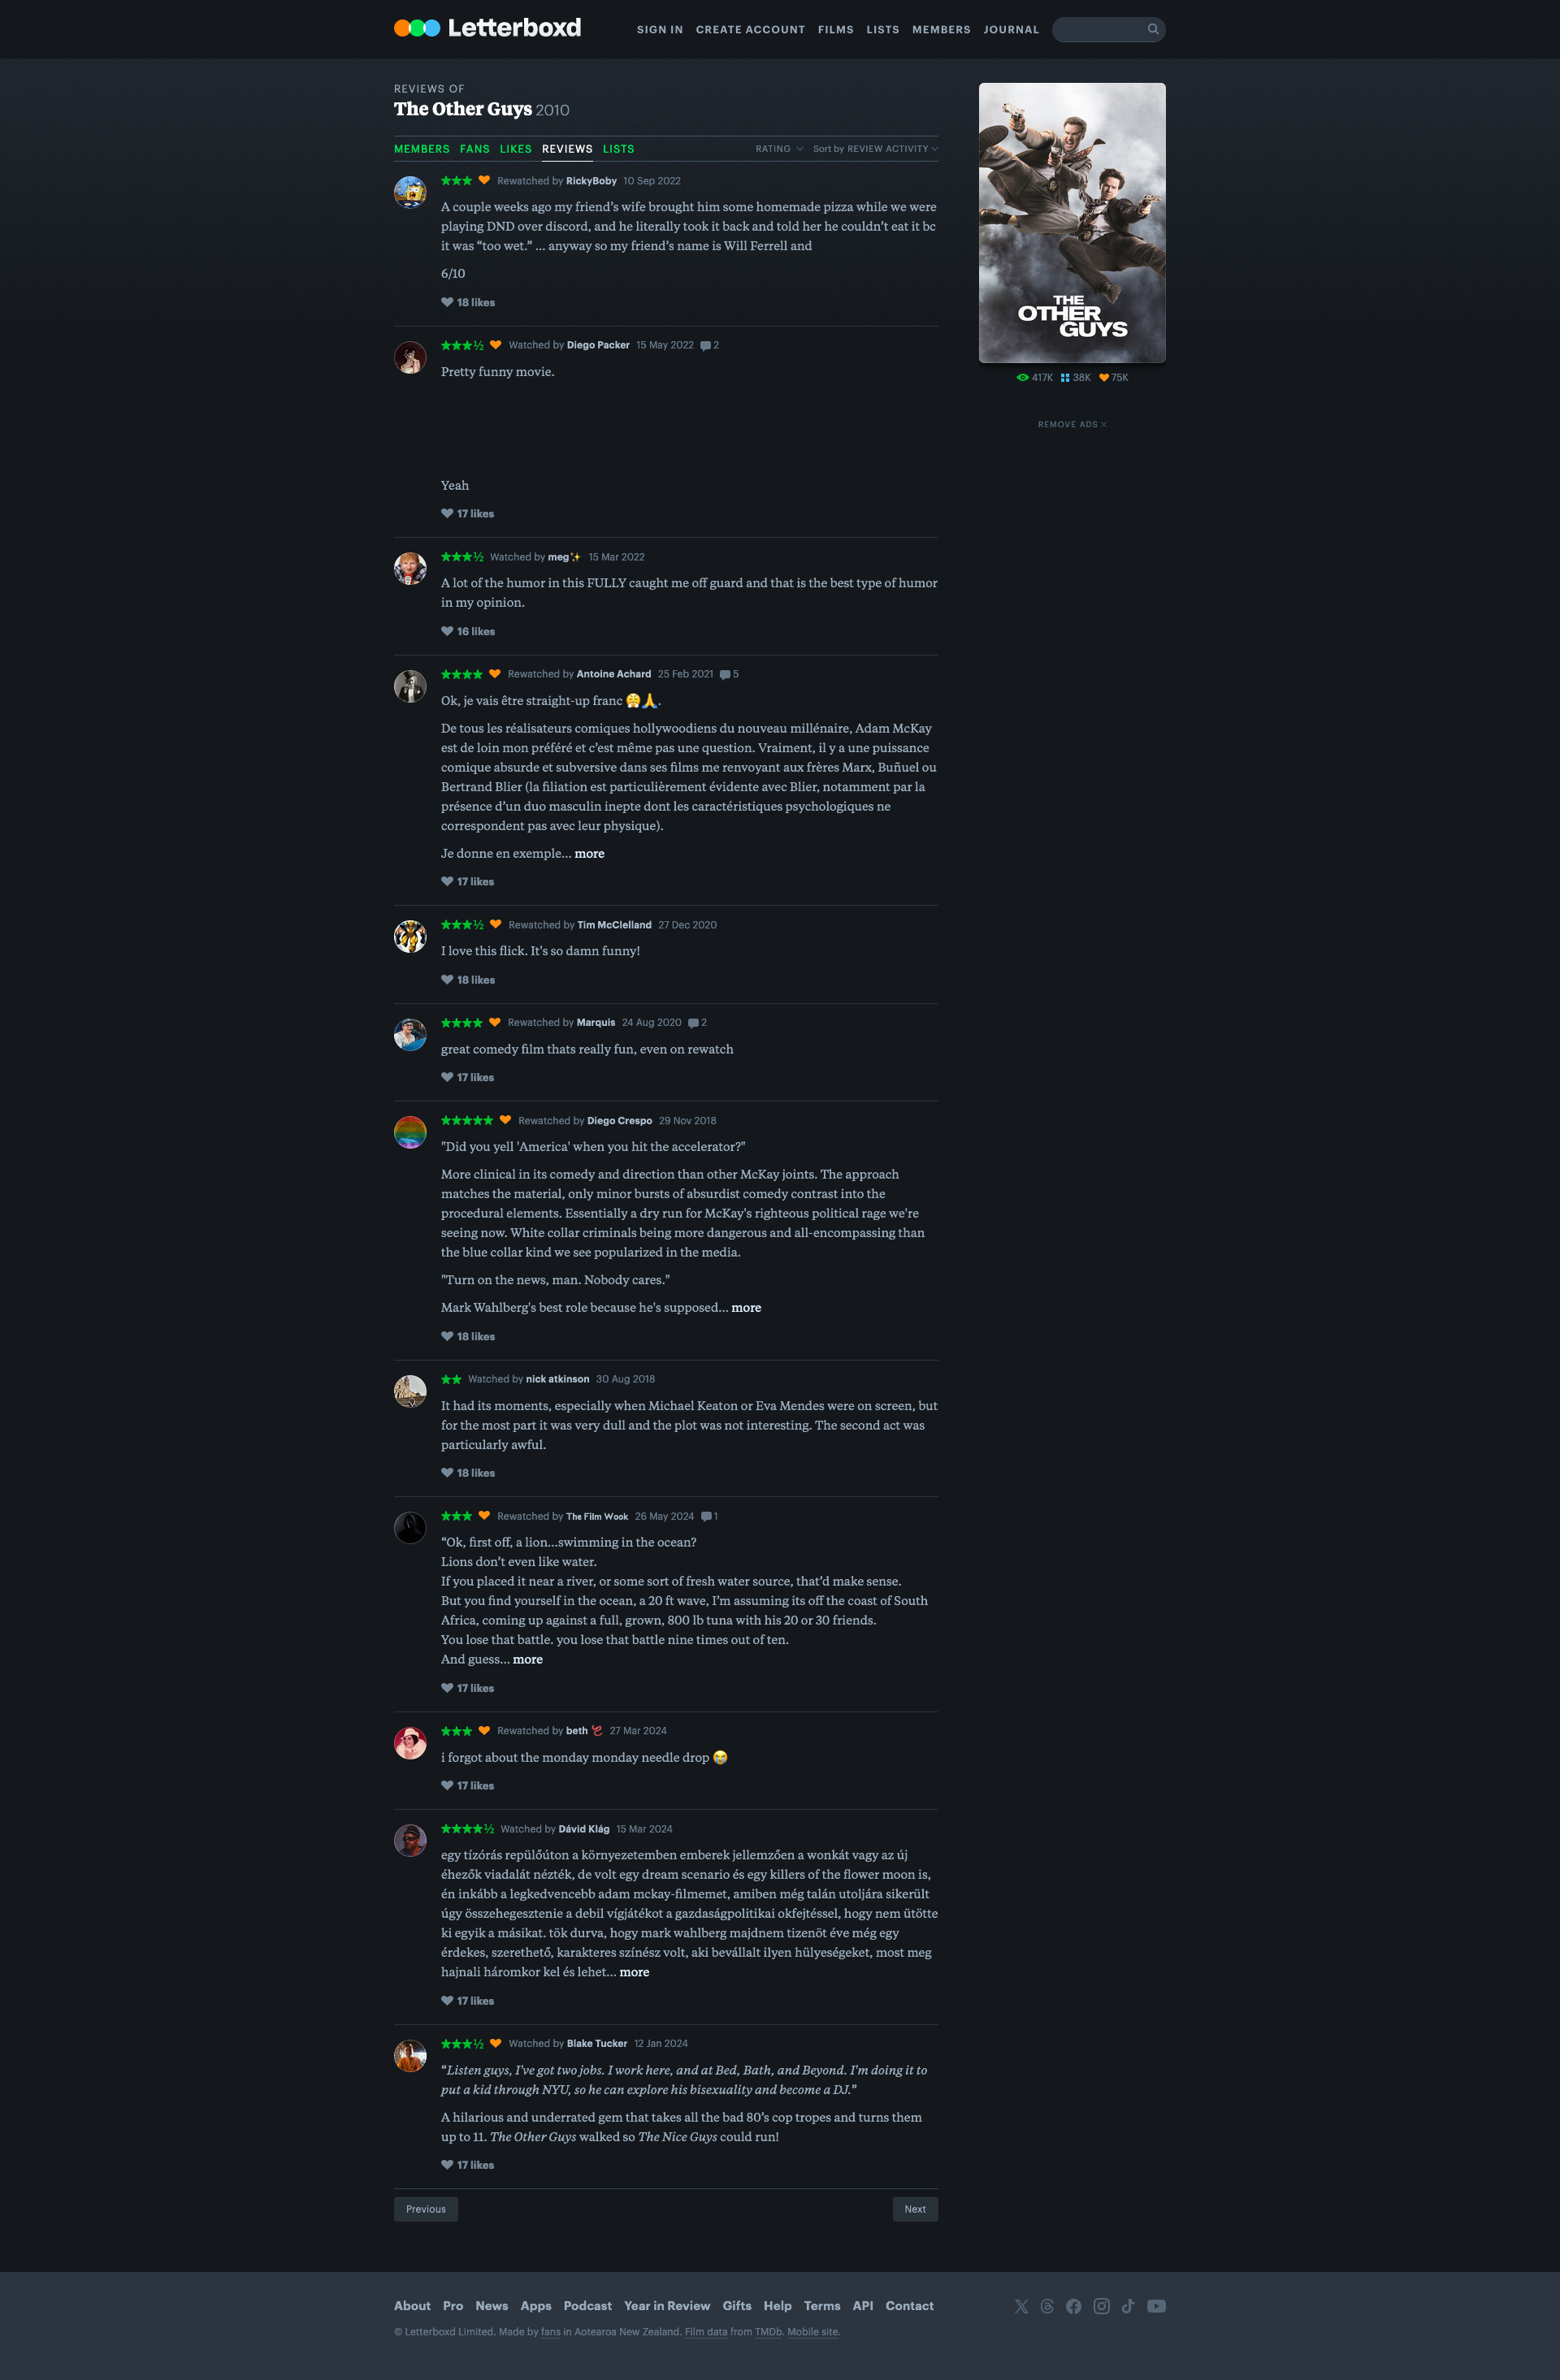 Letterboxd
SIGN IN CREATE ACCOUNT FILMS LISTS MEMBERS JOURNAL
REVIEWS OF
The Other Guys 2010
MEMBERS FANS LIKES REVIEWS LISTS RATING Sort by REVIEW ACTIVITY
THE
OTHER
GUYS
417K 38K 75K
REMOVE ADS
★★★ Rewatched by RickyBoby 10 Sep 2022
A couple weeks ago my friend’s wife brought him some homemade pizza while we were
playing DND over discord, and he literally took it back and told her he couldn’t eat it bc
it was “too wet.” … anyway so my friend’s name is Will Ferrell and
6/10
18 likes
★★★½ Watched by Diego Packer 15 May 2022 2
Pretty funny movie.
Yeah
17 likes
★★★½ Watched by meg✨ 15 Mar 2022
A lot of the humor in this FULLY caught me off guard and that is the best type of humor
in my opinion.
16 likes
★★★★ Rewatched by Antoine Achard 25 Feb 2021 5
Ok, je vais être straight-up franc 😤🙏.
De tous les réalisateurs comiques hollywoodiens du nouveau millénaire, Adam McKay
est de loin mon préféré et c’est même pas une question. Vraiment, il y a une puissance
comique absurde et subversive dans ses films me renvoyant aux frères Marx, Buñuel ou
Bertrand Blier (la filiation est particulièrement évidente avec Blier, notamment par la
présence d’un duo masculin inepte dont les caractéristiques psychologiques ne
correspondent pas avec leur physique).
Je donne en exemple… more
17 likes
★★★½ Rewatched by Tim McClelland 27 Dec 2020
I love this flick. It's so damn funny!
18 likes
★★★★ Rewatched by Marquis 24 Aug 2020 2
great comedy film thats really fun, even on rewatch
17 likes
★★★★★ Rewatched by Diego Crespo 29 Nov 2018
"Did you yell 'America' when you hit the accelerator?"
More clinical in its comedy and direction than other McKay joints. The approach
matches the material, only minor bursts of absurdist comedy contrast into the
procedural elements. Essentially a dry run for McKay's righteous political rage we're
seeing now. White collar criminals being more dangerous and all-encompassing than
the blue collar kind we see popularized in the media.
"Turn on the news, man. Nobody cares."
Mark Wahlberg's best role because he's supposed… more
18 likes
★★ Watched by nick atkinson 30 Aug 2018
It had its moments, especially when Michael Keaton or Eva Mendes were on screen, but
for the most part it was very dull and the plot was not interesting. The second act was
particularly awful.
18 likes
★★★ Rewatched by The Film Wook 26 May 2024 1
“Ok, first off, a lion…swimming in the ocean?
Lions don’t even like water.
If you placed it near a river, or some sort of fresh water source, that’d make sense.
But you find yourself in the ocean, a 20 ft wave, I’m assuming its off the coast of South
Africa, coming up against a full, grown, 800 lb tuna with his 20 or 30 friends.
You lose that battle. you lose that battle nine times out of ten.
And guess… more
17 likes
★★★ Rewatched by beth 27 Mar 2024
i forgot about the monday monday needle drop 😭
17 likes
★★★★½ Watched by Dávid Klág 15 Mar 2024
egy tízórás repülőúton a környezetemben emberek jellemzően a wonkát vagy az új
éhezők viadalát nézték, de volt egy dream scenario és egy killers of the flower moon is,
én inkább a legkedvencebb adam mckay-filmemet, amiben még talán utoljára sikerült
úgy összehegesztenie a debil vígjátékot a gazdaságpolitikai okfejtéssel, hogy nem ütötte
ki egyik a másikat. tök durva, hogy mark wahlberg majdnem tizenöt éve még egy
érdekes, szerethető, karakteres színész volt, aki bevállalt ilyen hülyeségeket, most meg
hajnali háromkor kel és lehet… more
17 likes
★★★½ Watched by Blake Tucker 12 Jan 2024
“Listen guys, I've got two jobs. I work here, and at Bed, Bath, and Beyond. I'm doing it to
put a kid through NYU, so he can explore his bisexuality and become a DJ.”
A hilarious and underrated gem that takes all the bad 80’s cop tropes and turns them
up to 11. The Other Guys walked so The Nice Guys could run!
17 likes
Previous Next
About Pro News Apps Podcast Year in Review Gifts Help Terms API Contact
© Letterboxd Limited. Made by fans in Aotearoa New Zealand. Film data from TMDb. Mobile site.